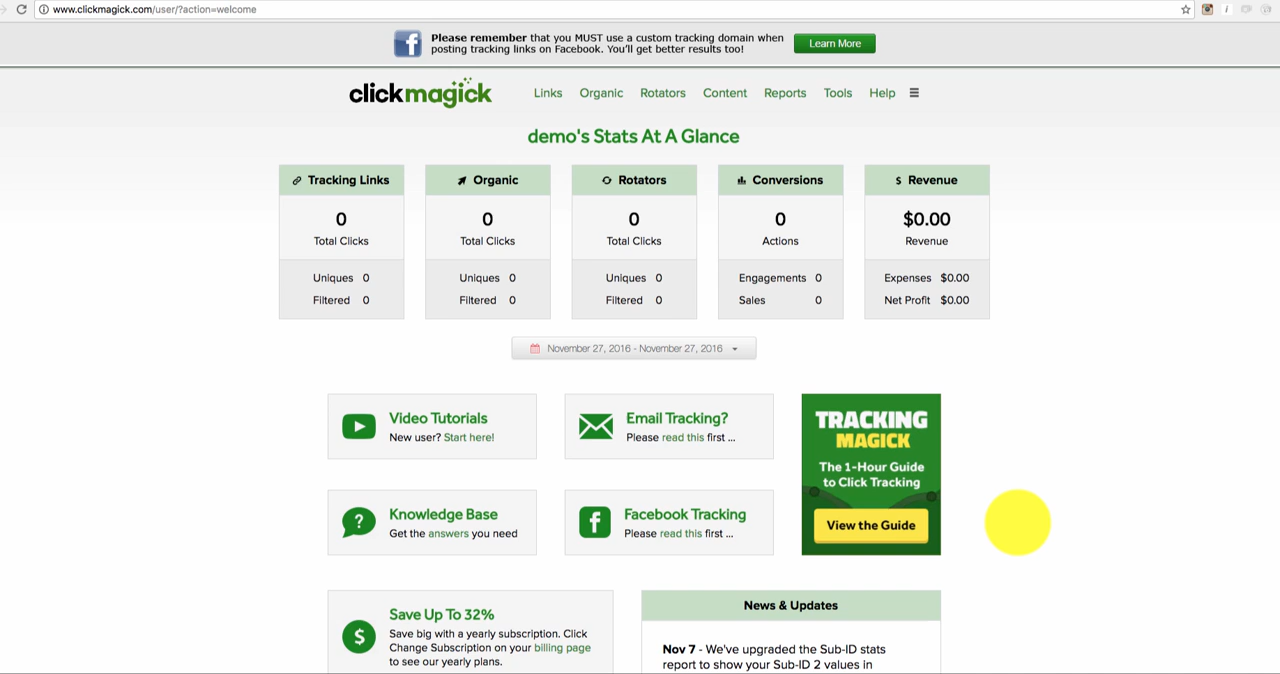 www.clickmagick.com/user/?action=welcome
Please remember that you MUST use a custom tracking domain when
posting tracking links on Facebook. You'll get better results too!
Learn More
clickmagick
Links Organic Rotators Content Reports Tools Help
demo's Stats At A Glance
Tracking Links
0
Total Clicks
Uniques 0
Filtered 0
Organic
0
Total Clicks
Uniques 0
Filtered 0
Rotators
0
Total Clicks
Uniques 0
Filtered 0
Conversions
0
Actions
Engagements 0
Sales 0
$ Revenue
$0.00
Revenue
Expenses $0.00
Net Profit $0.00
November 27, 2016 - November 27, 2016
Video Tutorials
New user? Start here!
Email Tracking?
Please read this first ...
Knowledge Base
Get the answers you need
Facebook Tracking
Please read this first ...
TRACKING
MAGICK
The 1-Hour Guide
to Click Tracking
View the Guide
Save Up To 32%
Save big with a yearly subscription. Click
Change Subscription on your billing page
to see our yearly plans.
News & Updates
Nov 7 - We've upgraded the Sub-ID stats
report to show your Sub-ID 2 values in